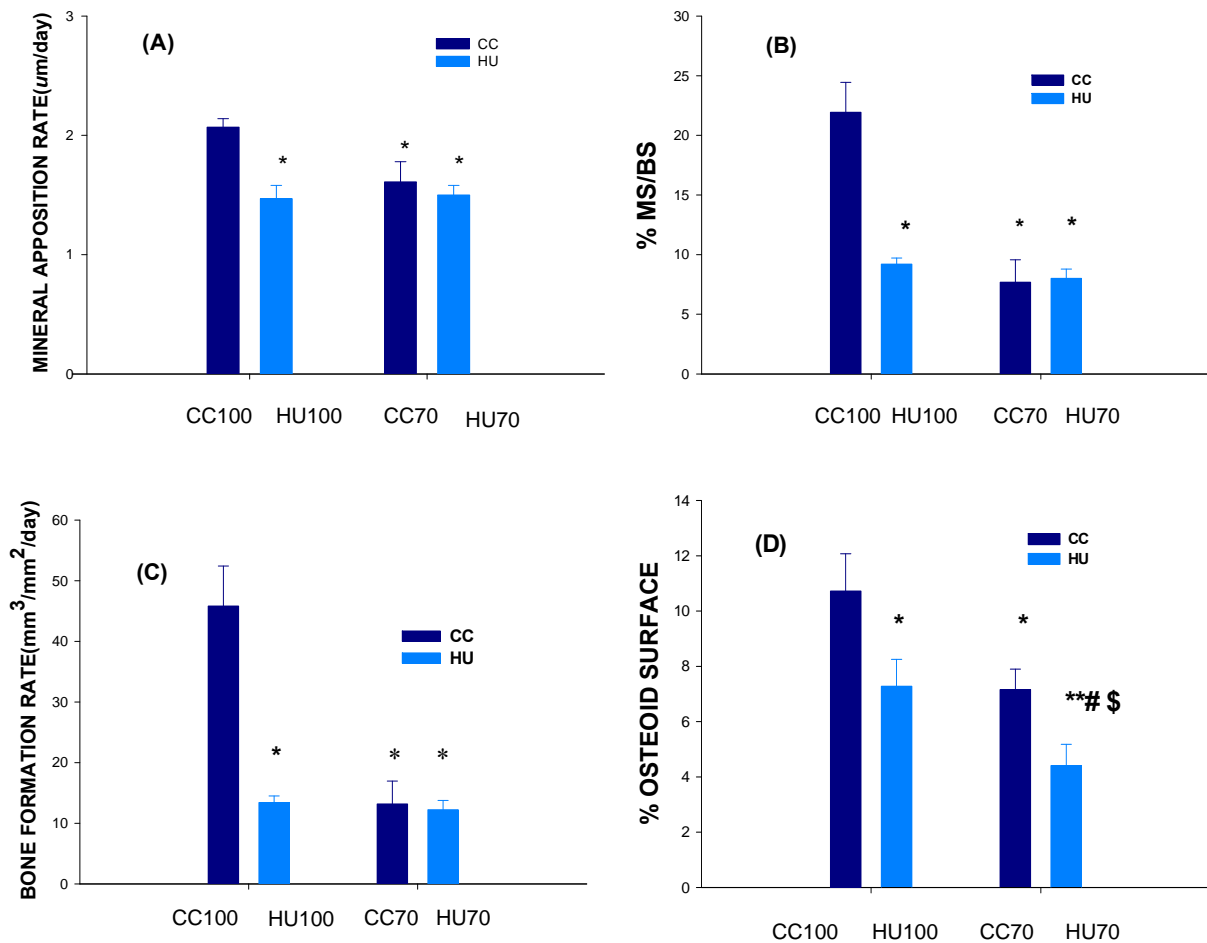 (A)
CC
HU
MINERAL APPOSITION RATE(um/day)
3
2
1
0
*
*
*
CC100 HU100 CC70 HU70
(B)
CC
HU
% MS/BS
30
25
20
15
10
5
0
*
*
*
CC100 HU100 CC70 HU70
(C)
CC
HU
BONE FORMATION RATE(mm³/mm²/day)
60
50
40
30
20
10
0
*
*
*
CC100 HU100 CC70 HU70
(D)
CC
HU
% OSTEOID SURFACE
14
12
10
8
6
4
2
0
*
*
**# $
CC100 HU100 CC70 HU70